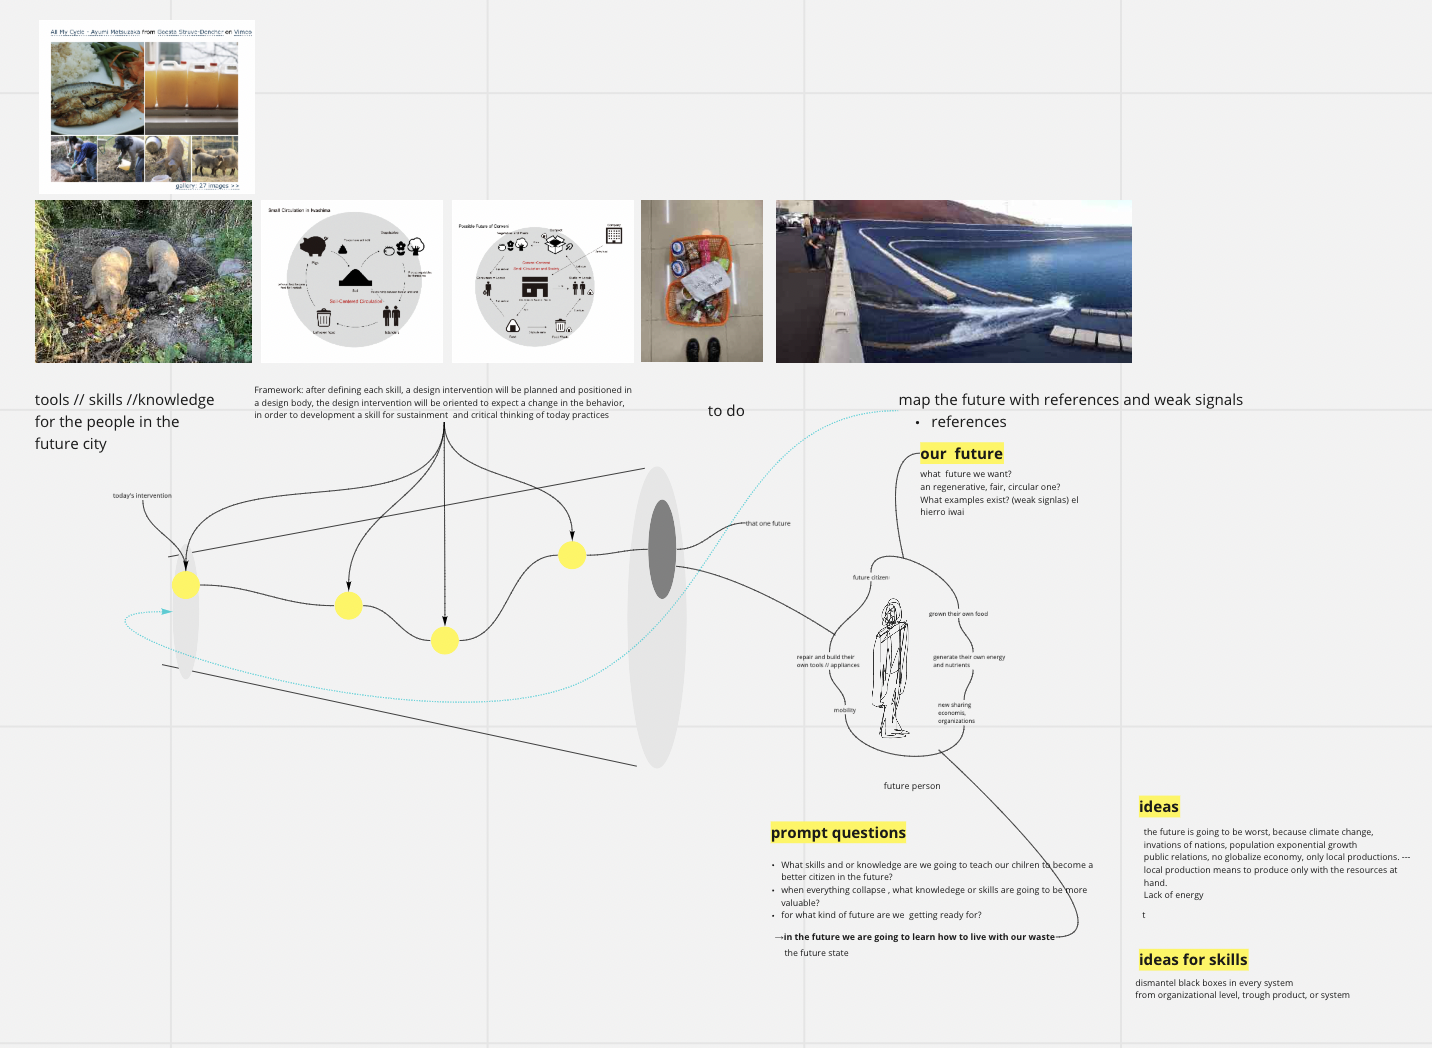 All My Cycle - Ayumi Matsuzaka from Goesta Struve-Dencher on Vimeo
gallery: 27 images >>
Small Circulation in Iwaishima
Pigs
Vegetables
Soil
Soil-Centered Circulation
Leftover food
Islanders
Possible Future of Conveni
Company
Food
tools // skills //knowledge
for the people in the
future city
Framework: after defining each skill, a design intervention will be planned and positioned in
a design body, the design intervention will be oriented to expect a change in the behavior,
in order to development a skill for sustainment and critical thinking of today practices
to do
map the future with references and weak signals
• references
our future
what future we want?
an regenerative, fair, circular one?
What examples exist? (weak signlas) el
hierro iwai
today's intervention
that one future
future citizen
grown their own food
repair and build their
own tools // appliances
generate their own energy
and nutrients
mobility
new sharing
economis,
organizations
future person
prompt questions
• What skills and or knowledge are we going to teach our chilren to become a
better citizen in the future?
• when everything collapse , what knowledege or skills are going to be more
valuable?
• for what kind of future are we getting ready for?
→in the future we are going to learn how to live with our waste
the future state
ideas
the future is going to be worst, because climate change,
invations of nations, population exponential growth
public relations, no globalize economy, only local productions. ---
local production means to produce only with the resources at
hand.
Lack of energy
t
ideas for skills
dismantel black boxes in every system
from organizational level, trough product, or system